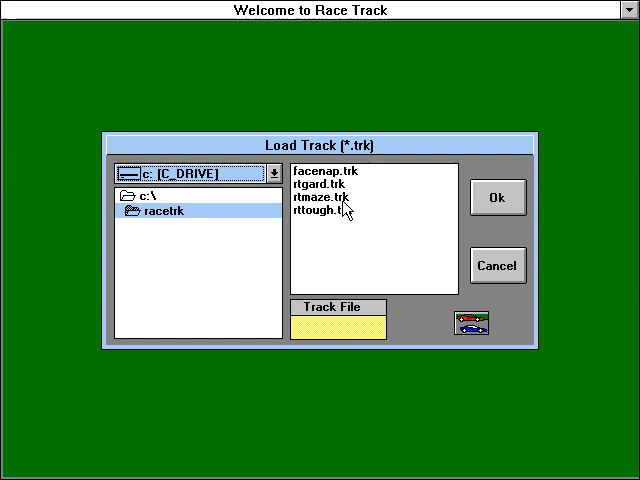 Welcome to Race Track
Load Track (*.trk)
c: [C_DRIVE]
c:\
racetrk
facenap.trk
rtgard.trk
rtmaze.trk
rttough.t
Ok
Cancel
Track File